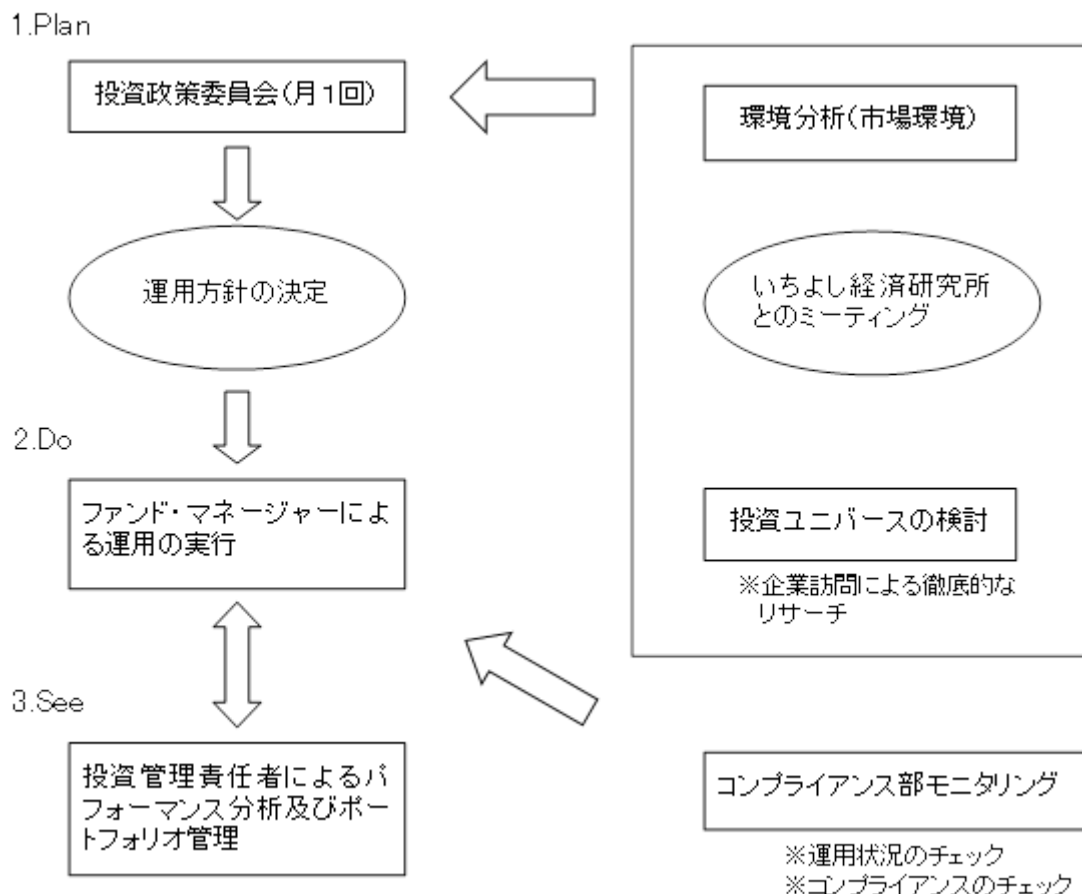 1.Plan
投資政策委員会(月1回)
運用方針の決定
2.Do
ファンド・マネージャーによ
る運用の実行
3.See
投資管理責任者によるパ
フォーマンス分析及びポー
トフォリオ管理
環境分析(市場環境)
いちよし経済研究所
とのミーティング
投資ユニバースの検討
※企業訪問による徹底的な
リサーチ
コンプライアンス部モニタリング
※運用状況のチェック
※コンプライアンスのチェック